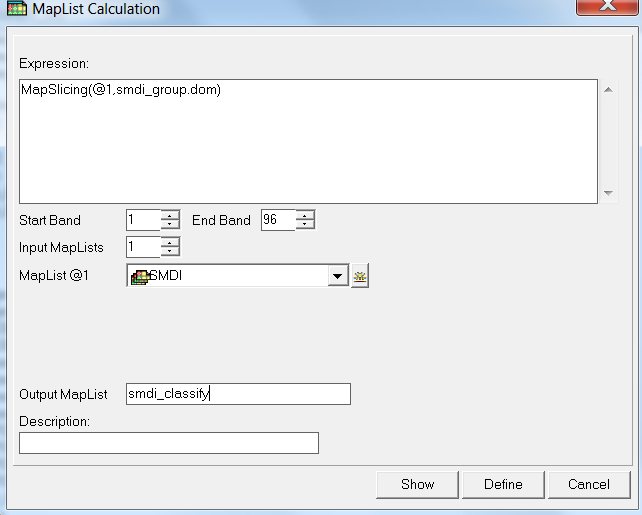 MapList Calculation
Expression:
MapSlicing(@1,smdi_group.dom)
Start Band 1 End Band 96
Input MapLists 1
MapList @1 SMDI
Output MapList smdi_classify
Description:
Show Define Cancel